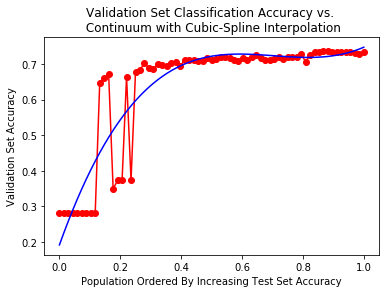 Validation Set Classification Accuracy vs.
Continuum with Cubic-Spline Interpolation
0.7
0.6
0.5
0.4
0.3
0.2
Validation Set Accuracy
0.0 0.2 0.4 0.6 0.8 1.0
Population Ordered By Increasing Test Set Accuracy